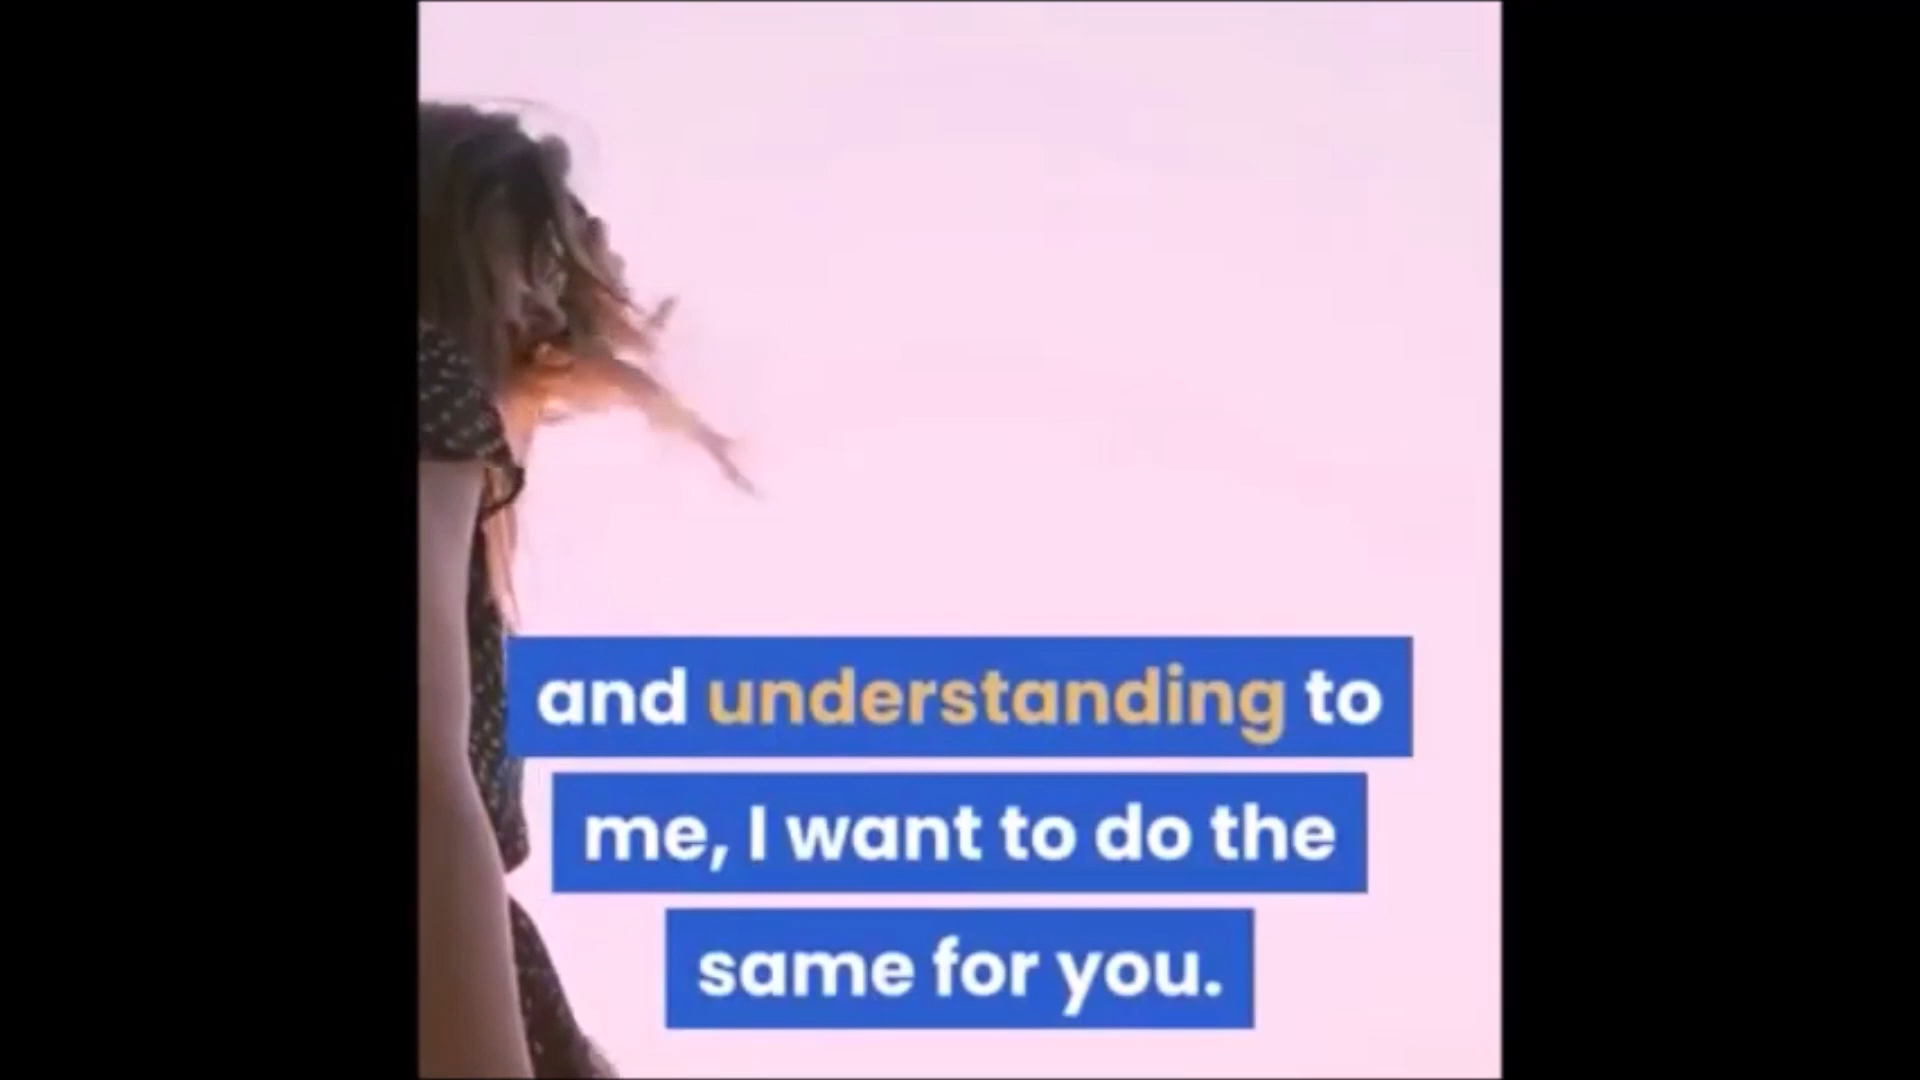 and understanding to
me, I want to do the
same for you.